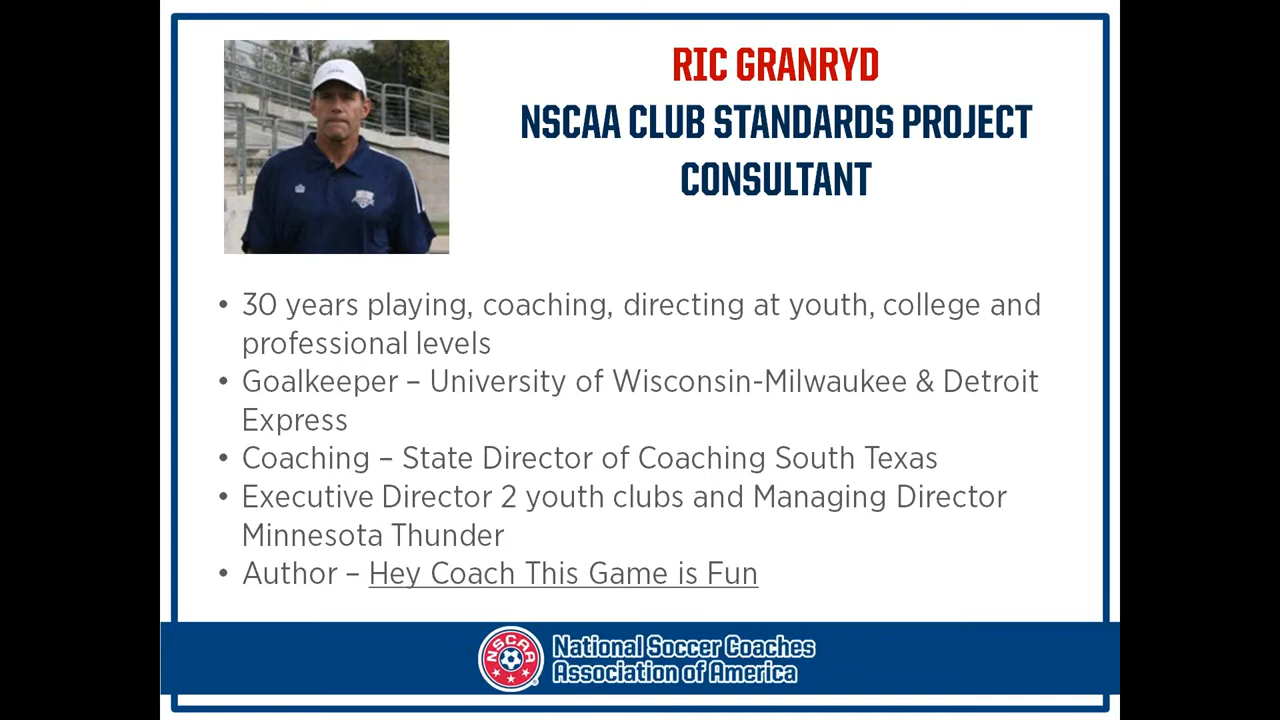 RIC GRANRYD
NSCAA CLUB STANDARDS PROJECT
CONSULTANT
• 30 years playing, coaching, directing at youth, college and
professional levels
• Goalkeeper – University of Wisconsin-Milwaukee & Detroit
Express
• Coaching – State Director of Coaching South Texas
• Executive Director 2 youth clubs and Managing Director
Minnesota Thunder
• Author – Hey Coach This Game is Fun
NSCAA
National Soccer Coaches
Association of America